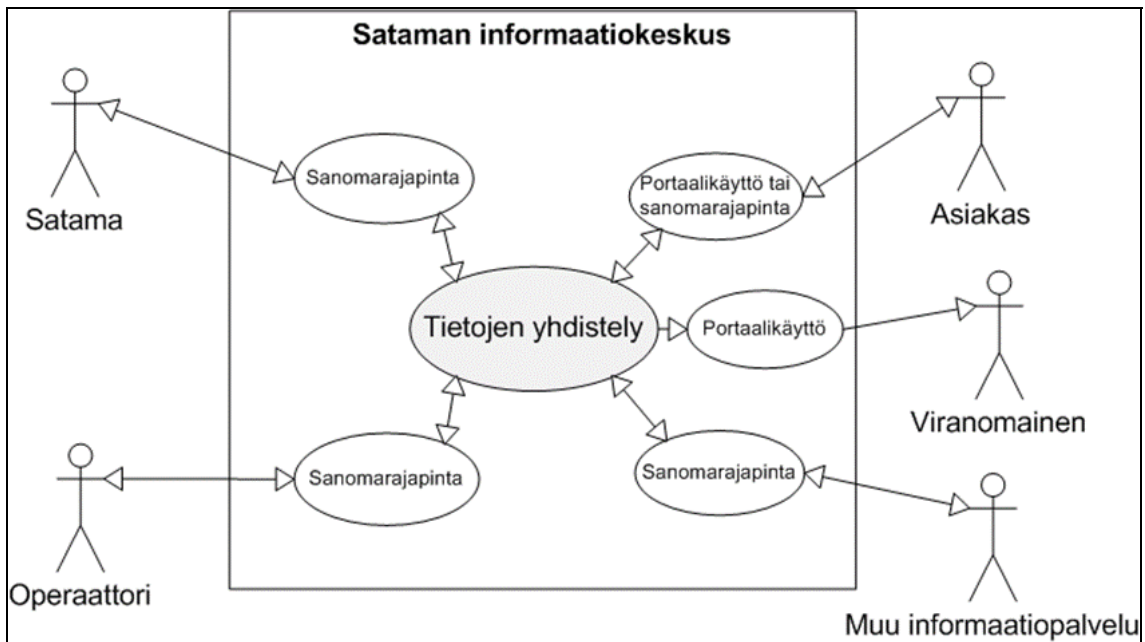 Sataman informaatiokeskus
Satama
Sanomarajapinta
Portaalikäyttö tai
sanomarajapinta
Asiakas
Tietojen yhdistely
Portaalikäyttö
Viranomainen
Operaattori
Sanomarajapinta
Sanomarajapinta
Muu informaatiopalvelu